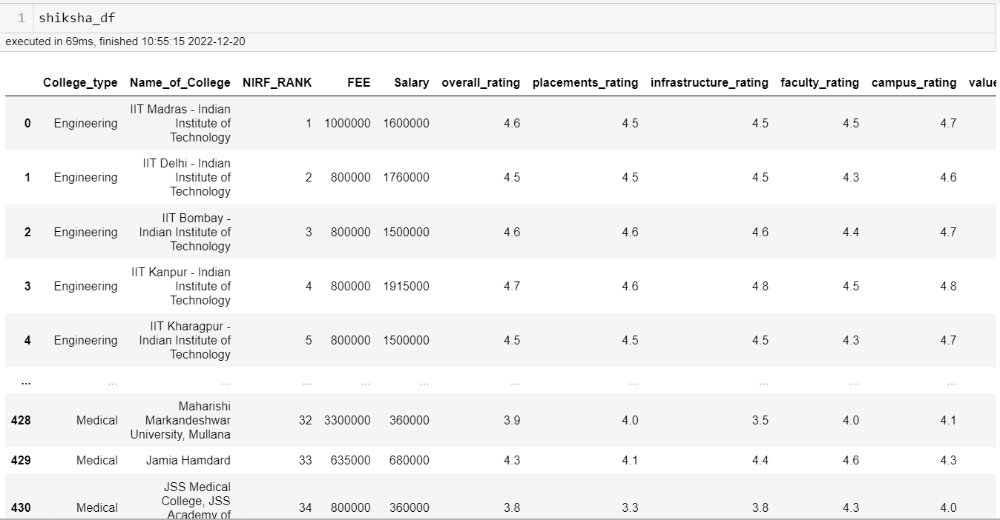 1 shiksha_df
executed in 69ms, finished 10:55:15 2022-12-20
College_type Name_of_College NIRF_RANK FEE Salary overall_rating placements_rating infrastructure_rating faculty_rating campus_rating value
IIT Madras - Indian
0 Engineering Institute of 1 1000000 1600000 4.6 4.5 4.5 4.5 4.7
Technology
IIT Delhi - Indian
1 Engineering Institute of 2 800000 1760000 4.5 4.5 4.5 4.3 4.6
Technology
IIT Bombay -
2 Engineering Indian Institute of 3 800000 1500000 4.6 4.6 4.6 4.4 4.7
Technology
IIT Kanpur - Indian
3 Engineering Institute of 4 800000 1915000 4.7 4.6 4.8 4.5 4.8
Technology
IIT Kharagpur -
4 Engineering Indian Institute of 5 800000 1500000 4.5 4.5 4.5 4.3 4.7
Technology
... ... ... ... ... ... ... ... ... ... ...
Maharishi
428 Medical Markandeshwar 32 3300000 360000 3.9 4.0 3.5 4.0 4.1
University, Mullana
429 Medical Jamia Hamdard 33 635000 680000 4.3 4.1 4.4 4.6 4.3
JSS Medical
College, JSS
430 Medical Academy of 34 800000 360000 3.8 3.3 3.8 4.3 4.0